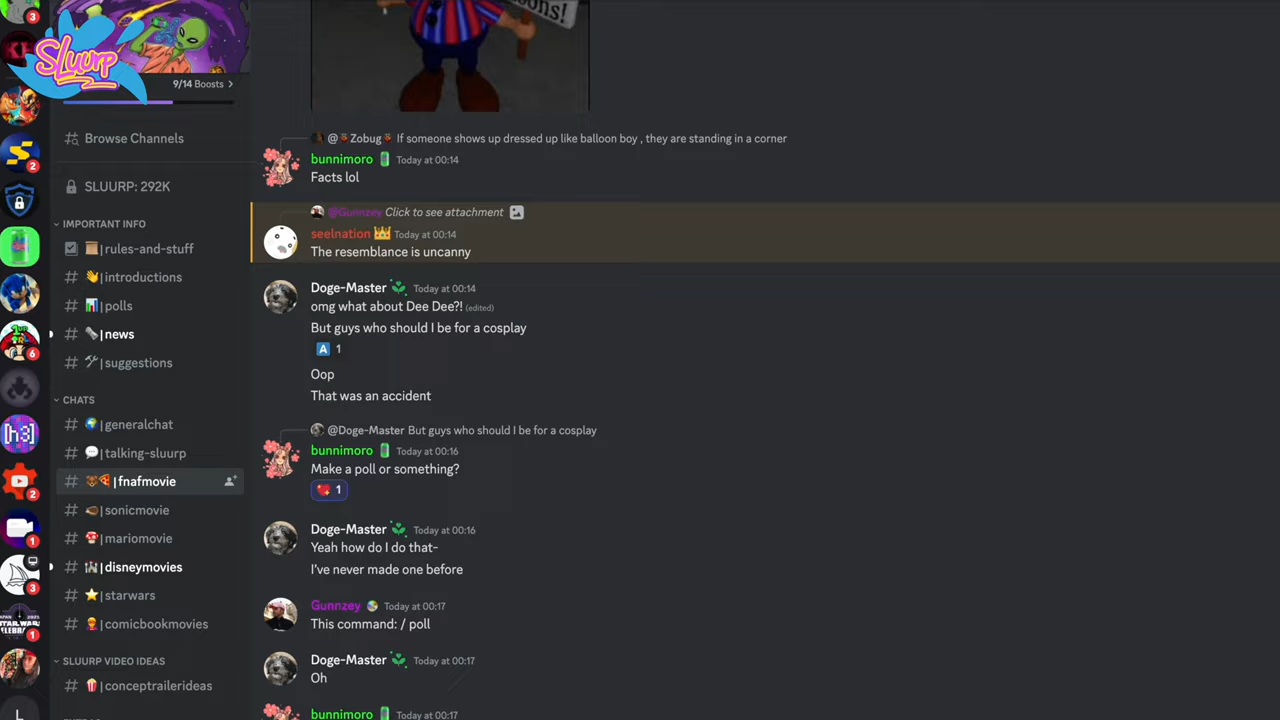 SLUURP
9/14 Boosts
Browse Channels
SLUURP: 292K
IMPORTANT INFO
|rules-and-stuff
|introductions
|polls
|news
|suggestions
CHATS
|generalchat
|talking-sluurp
|fnafmovie
|sonicmovie
|mariomovie
|disneymovies
|starwars
|comicbookmovies
SLUURP VIDEO IDEAS
|conceptrailerideas
@Zobug If someone shows up dressed up like balloon boy , they are standing in a corner
bunnimoro Today at 00:14
Facts lol
@Gunnzey Click to see attachment
seelnation Today at 00:14
The resemblance is uncanny
Doge-Master Today at 00:14
omg what about Dee Dee?! (edited)
But guys who should I be for a cosplay
A 1
Oop
That was an accident
@Doge-Master But guys who should I be for a cosplay
bunnimoro Today at 00:16
Make a poll or something?
1
Doge-Master Today at 00:16
Yeah how do I do that-
I've never made one before
Gunnzey Today at 00:17
This command: / poll
Doge-Master Today at 00:17
Oh
bunnimoro Today at 00:17